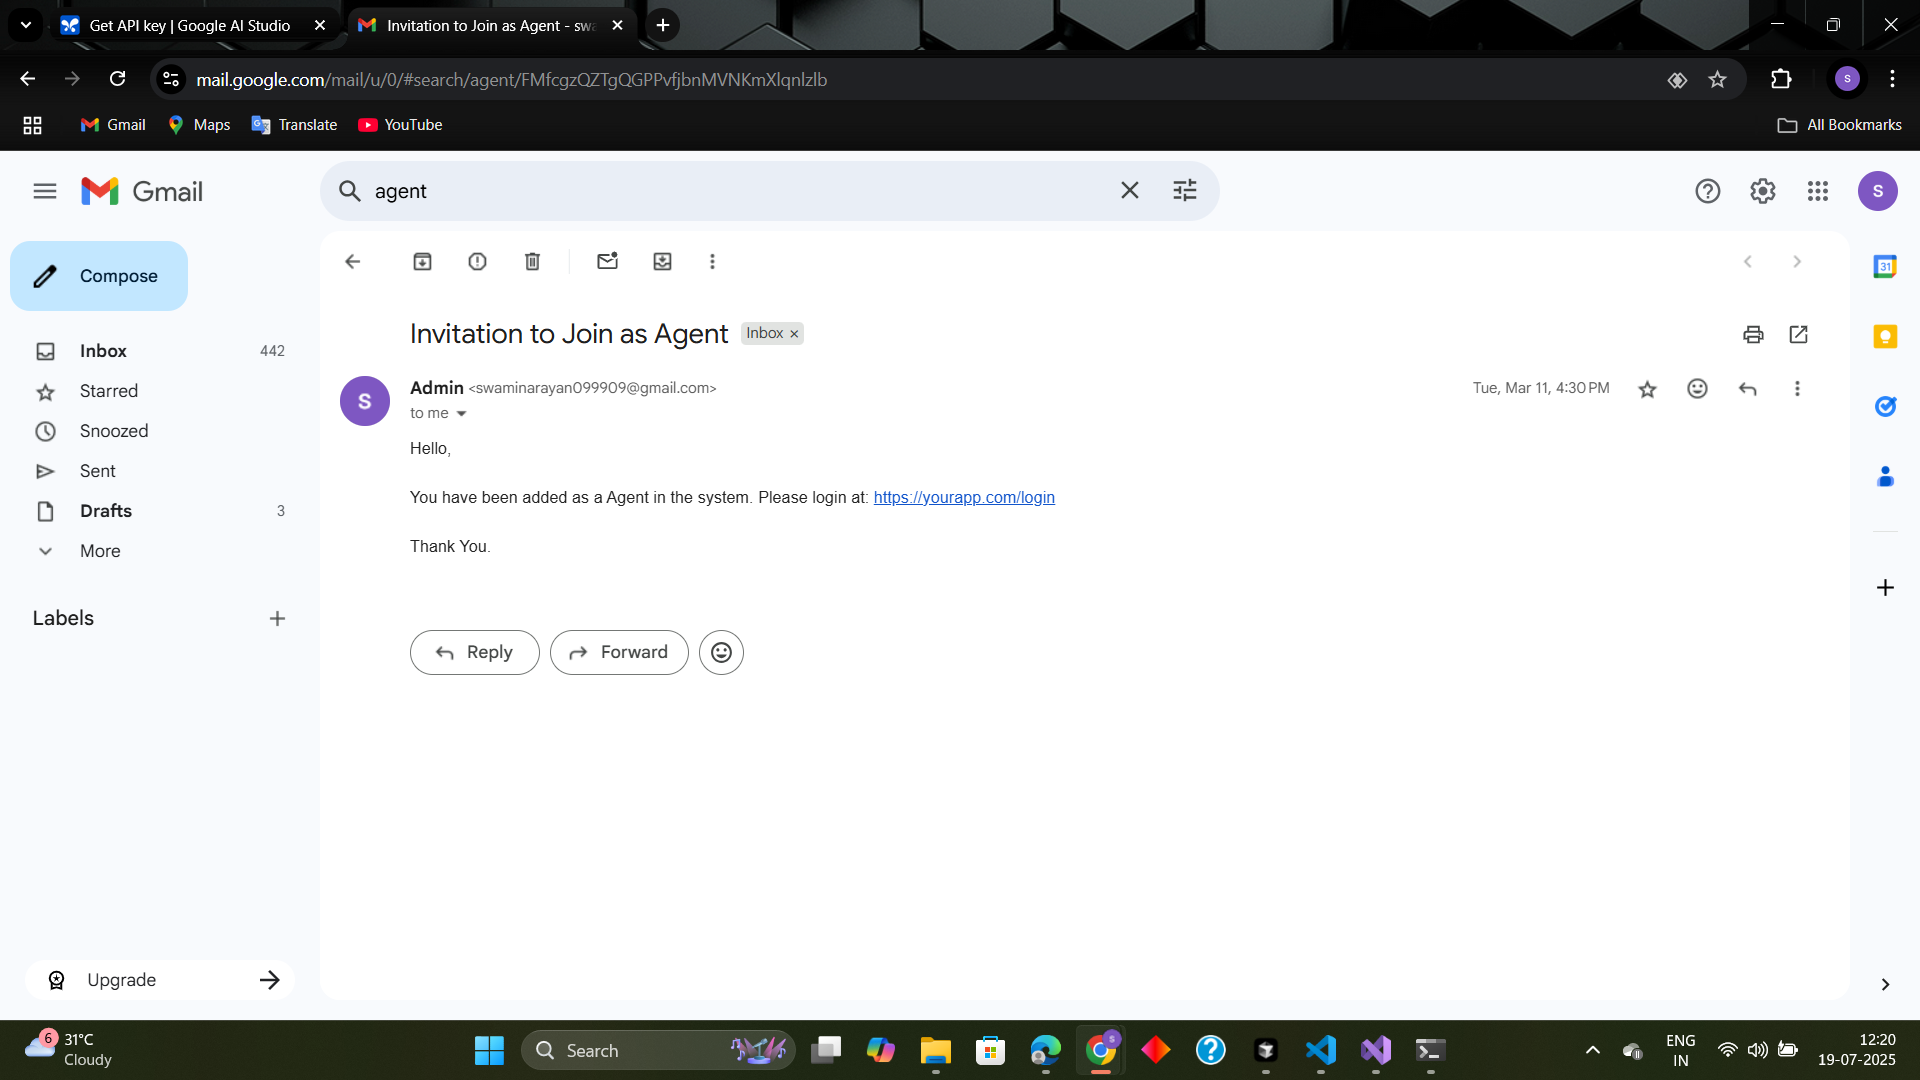 Get API key | Google AI Studio
Invitation to Join as Agent - swa
mail.google.com/mail/u/0/#search/agent/FMfcgzQZTgQGPPvfjbnMVNKmXlqnlzlb
S
Gmail
Maps
Translate
YouTube
All Bookmarks
Gmail
agent
S
Compose
Inbox 442
Starred
Snoozed
Sent
Drafts 3
More
Labels
Upgrade
Invitation to Join as Agent Inbox
S
Admin <swaminarayan099909@gmail.com>
Tue, Mar 11, 4:30 PM
to me
Hello,
You have been added as a Agent in the system. Please login at: https://yourapp.com/login
Thank You.
Reply
Forward
31
6
31°C
Cloudy
Search
S
ENG
IN
12:20
19-07-2025